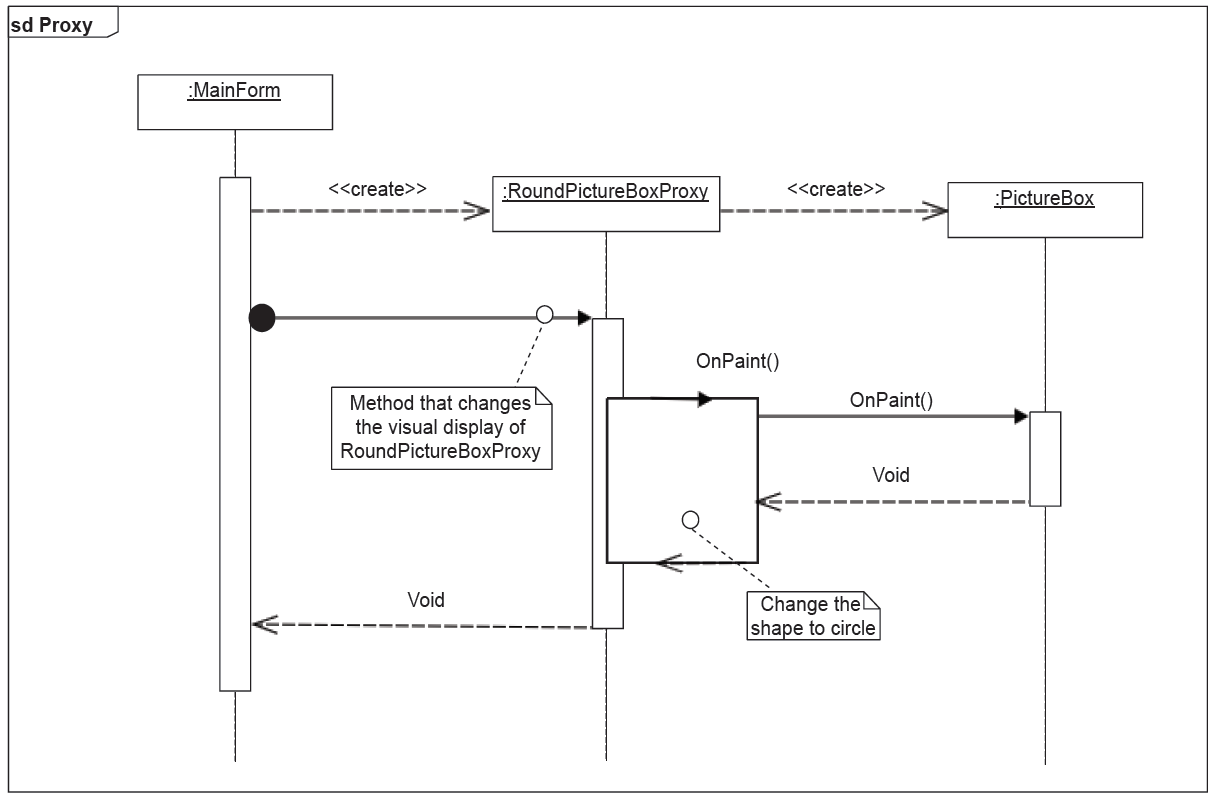 sd Proxy
:MainForm
<<create>>
:RoundPictureBoxProxy
<<create>>
:PictureBox
OnPaint()
OnPaint()
Method that changes
the visual display of
RoundPictureBoxProxy
Void
Change the
shape to circle
Void